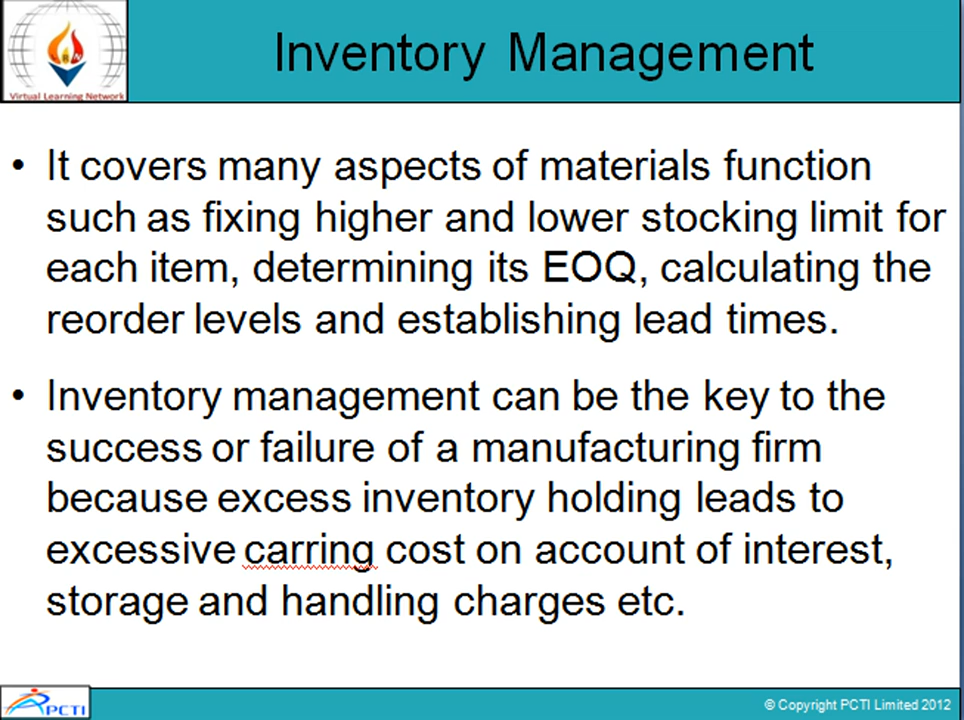 Inventory Management
Virtual Learning Network
• It covers many aspects of materials function
such as fixing higher and lower stocking limit for
each item, determining its EOQ, calculating the
reorder levels and establishing lead times.
• Inventory management can be the key to the
success or failure of a manufacturing firm
because excess inventory holding leads to
excessive carring cost on account of interest,
storage and handling charges etc.
PCTI
© Copyright PCTI Limited 2012